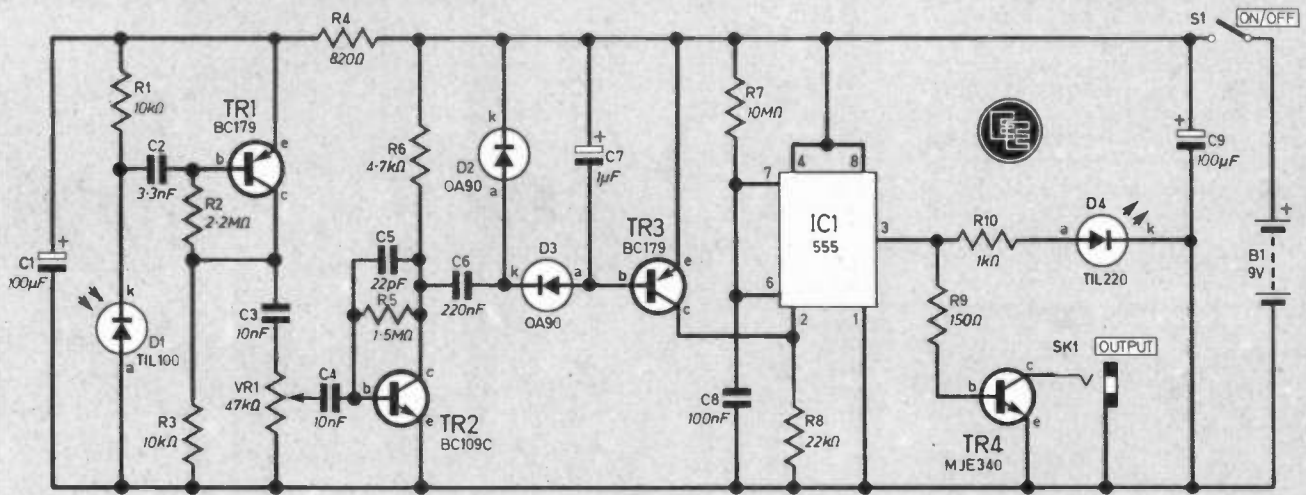 R4
820Ω
S1 ON/OFF
R1
10kΩ
TR1
BC179
e
b
c
C2
3·3nF
R2
2·2MΩ
C1
+
100µF
k
D1
TIL100
a
C3
10nF
VR1
47kΩ
R3
10kΩ
R6
4·7kΩ
C5
22pF
R5
1·5MΩ
C4
10nF
b
c
e
TR2
BC109C
C6
220nF
k
D2
OA90
a
k
D3
a
OA90
+
C7
1µF
TR3
BC179
b
e
c
R7
10MΩ
4
8
7
IC1
555
3
6
2
1
C8
100nF
R8
22kΩ
R10
1kΩ
D4
a
k
TIL220
R9
150Ω
SK1 OUTPUT
b
c
e
TR4
MJE340
+
C9
100µF
+
B1
9V